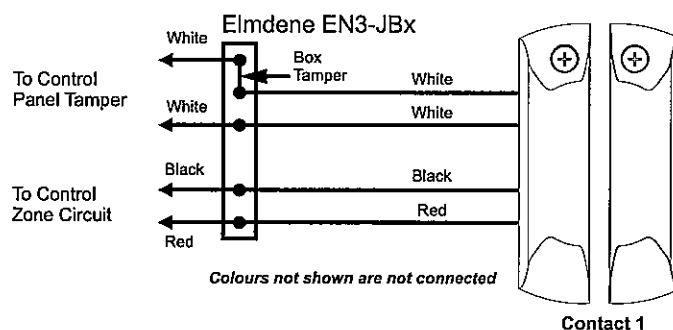 Elmdene EN3-JBx
White
Box
Tamper
To Control
Panel Tamper
White
White
White
Black
Black
To Control
Zone Circuit
Red
Red
Colours not shown are not connected
Contact 1